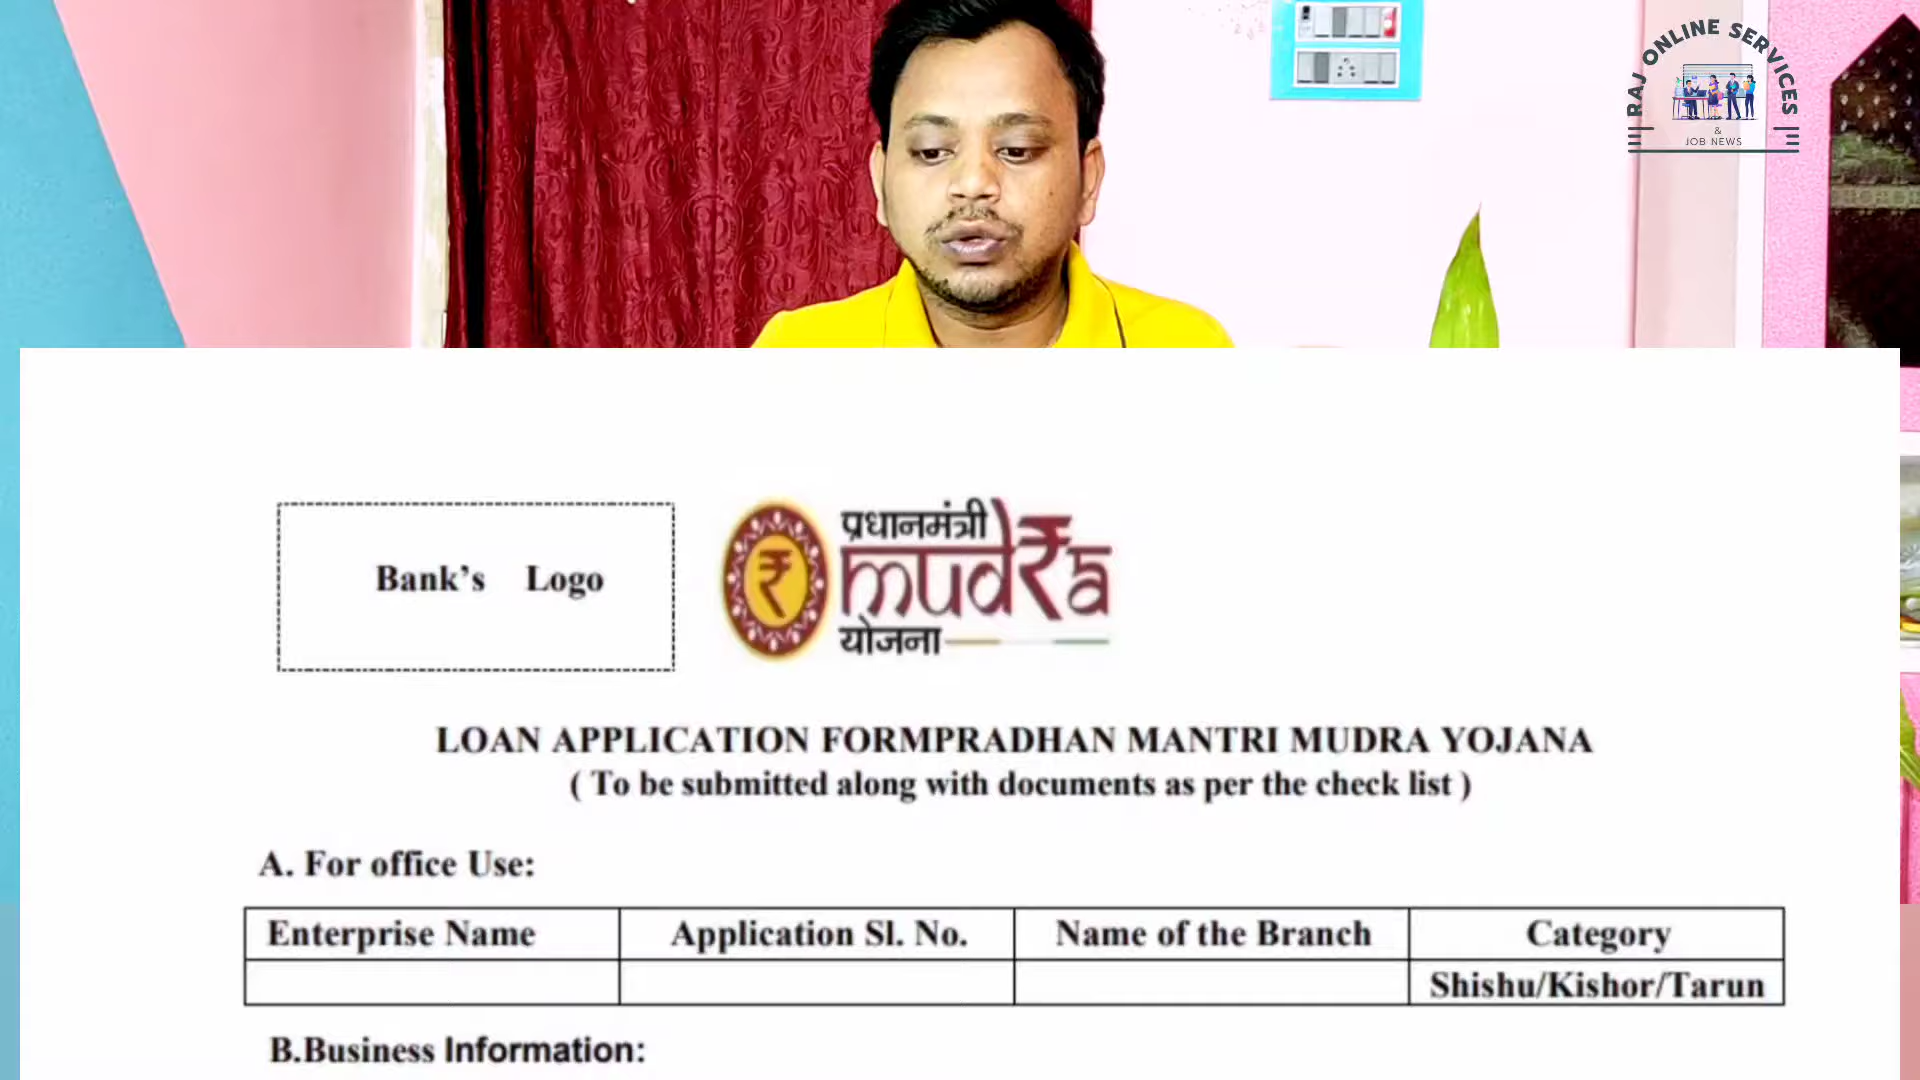 RAJ ONLINE SERVICES
&
JOB NEWS
Bank's Logo
प्रधानमंत्री
mudra
योजना
LOAN APPLICATION FORMPRADHAN MANTRI MUDRA YOJANA
( To be submitted along with documents as per the check list )
A. For office Use:
Enterprise Name Application Sl. No. Name of the Branch Category
Shishu/Kishor/Tarun
B.Business Information: